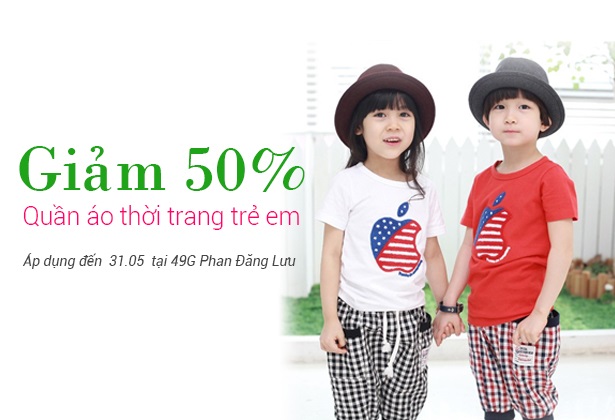 Giảm 50%
Quần áo thời trang trẻ em
Áp dụng đến 31.05 tại 49G Phan Đăng Lưu